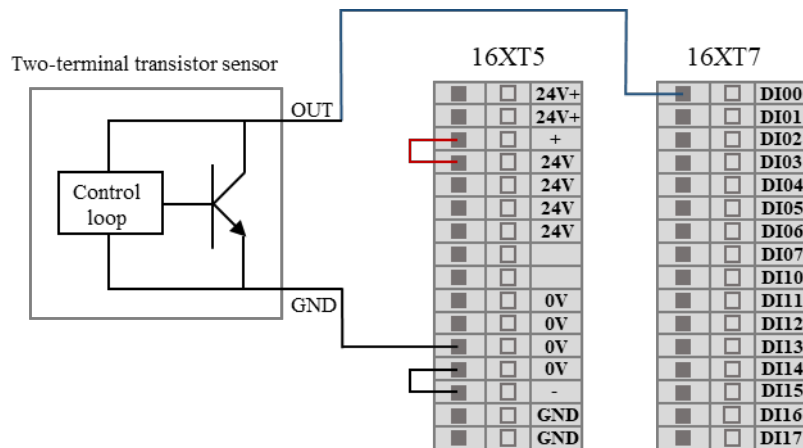 16XT5
16XT7
Two-terminal transistor sensor
OUT
Control
loop
GND
24V+
24V+
+
24V
24V
24V
24V
0V
0V
0V
0V
-
GND
GND
DI00
DI01
DI02
DI03
DI04
DI05
DI06
DI07
DI10
DI11
DI12
DI13
DI14
DI15
DI16
DI17